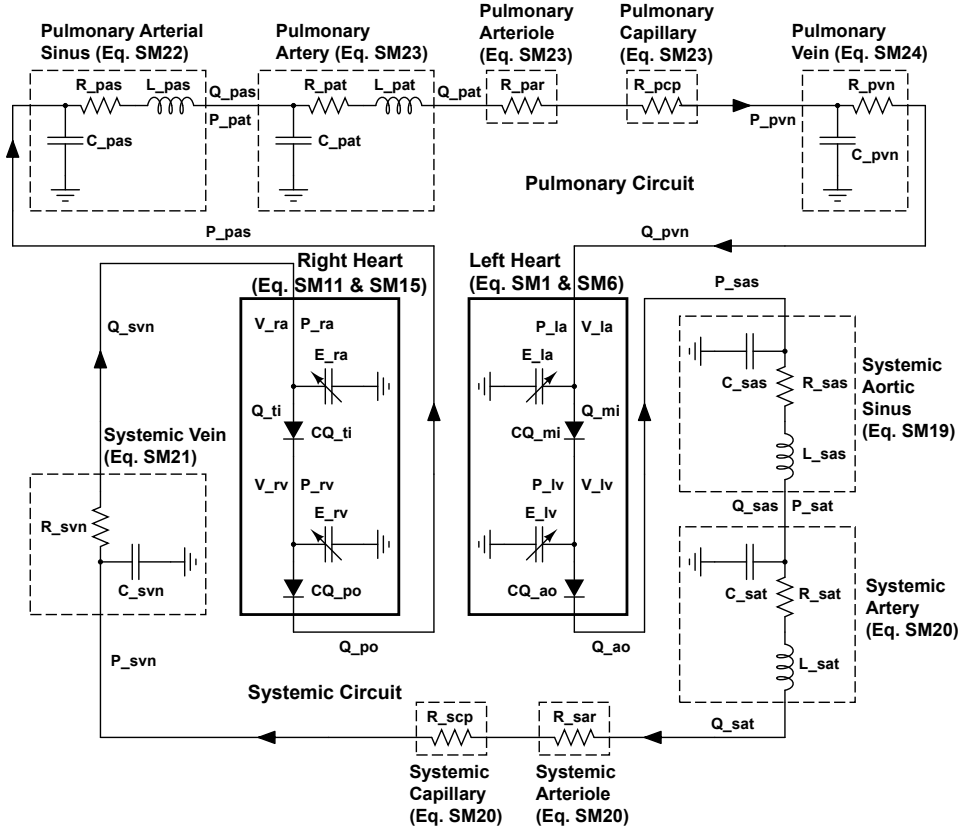 Pulmonary Arterial
Sinus (Eq. SM22)
Pulmonary
Artery (Eq. SM23)
Pulmonary
Arteriole
(Eq. SM23)
Pulmonary
Capillary
(Eq. SM23)
Pulmonary
Vein (Eq. SM24)
R_pas
L_pas
Q_pas
P_pat
C_pas
R_pat
L_pat
Q_pat
C_pat
R_par
R_pcp
P_pvn
R_pvn
C_pvn
Pulmonary Circuit
P_pas
Q_pvn
Right Heart
(Eq. SM11 & SM15)
Left Heart
(Eq. SM1 & SM6)
P_sas
Q_svn
V_ra
P_ra
E_ra
Q_ti
CQ_ti
V_rv
P_rv
E_rv
CQ_po
Q_po
P_la
V_la
E_la
Q_mi
CQ_mi
P_lv
V_lv
E_lv
CQ_ao
Q_ao
C_sas
R_sas
L_sas
Systemic
Aortic
Sinus
(Eq. SM19)
Q_sas
P_sat
C_sat
R_sat
L_sat
Systemic
Artery
(Eq. SM20)
Systemic Vein
(Eq. SM21)
R_svn
C_svn
P_svn
Systemic Circuit
Q_sat
R_scp
R_sar
Systemic
Capillary
(Eq. SM20)
Systemic
Arteriole
(Eq. SM20)